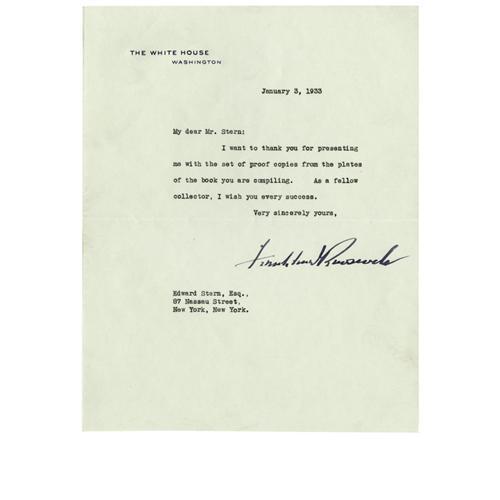 THE WHITE HOUSE
WASHINGTON
January 3, 1933
My dear Mr. Stern:
I want to thank you for presenting
me with the set of proof copies from the plates
of the book you are compiling. As a fellow
collector, I wish you every success.
Very sincerely yours,
Franklin D Roosevelt
Edward Stern, Esq.,
87 Nassau Street,
New York, New York.